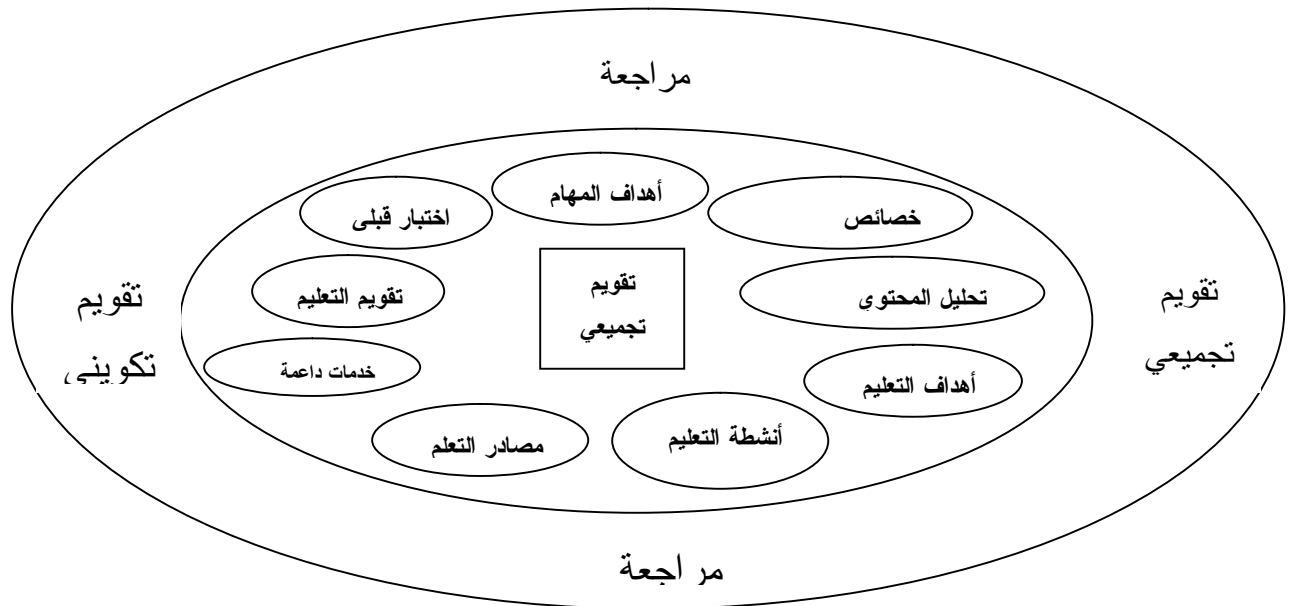 مراجعة
أهداف المهام
خصائص
اختبار قبلى
تحليل المحتوى
تقويم التعليم
تقويم
تجميعي
تقويم
تجميعي
تقويم
تكوينى
أهداف التعليم
خدمات داعمة
أنشطة التعليم
مصادر التعلم
مراجعة